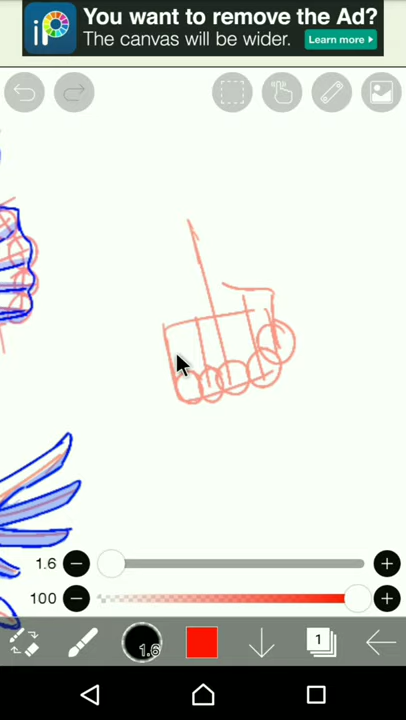 iP
You want to remove the Ad?
The canvas will be wider.
Learn more
1.6
100
1.6
1